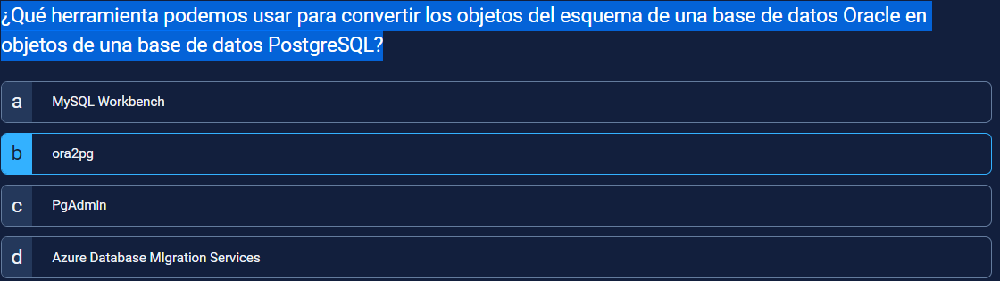 ¿Qué herramienta podemos usar para convertir los objetos del esquema de una base de datos Oracle en
objetos de una base de datos PostgreSQL?
a MySQL Workbench
b ora2pg
c PgAdmin
d Azure Database MIgration Services